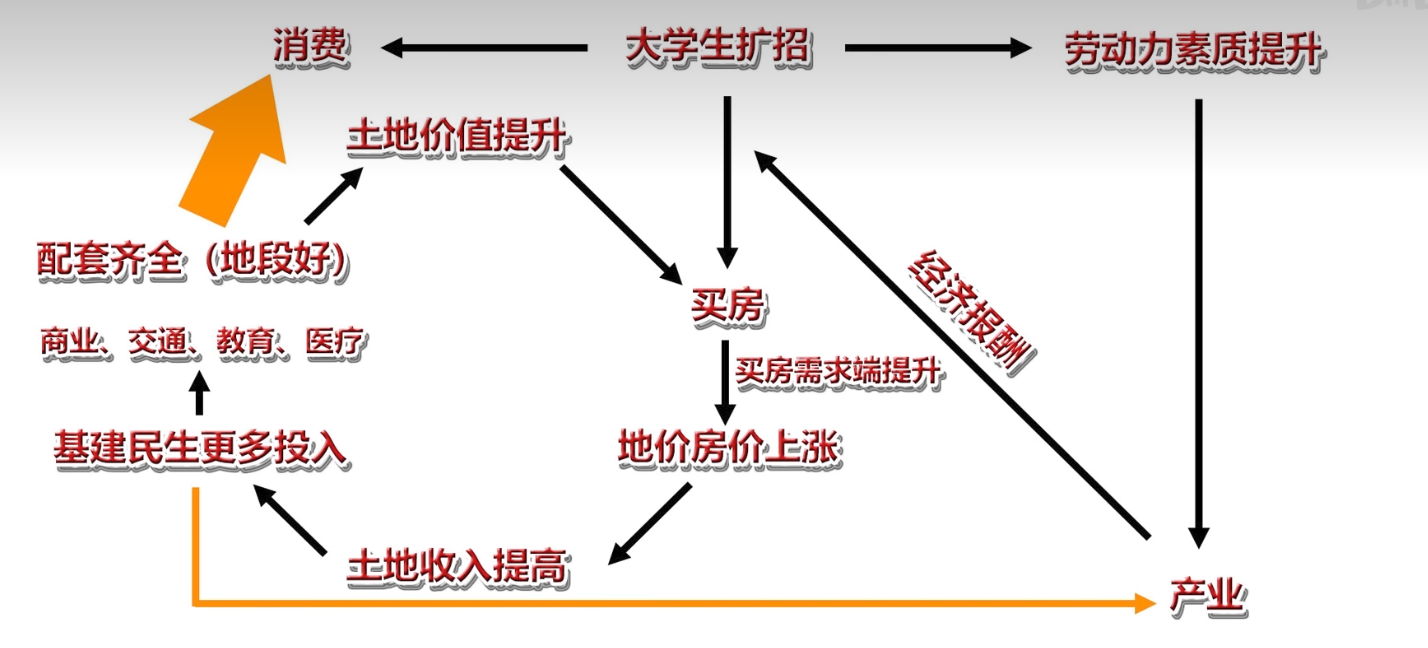 消费
大学生扩招
劳动力素质提升
土地价值提升
配套齐全（地段好）
经济报酬
买房
商业、交通、教育、医疗
买房需求端提升
基建民生更多投入
地价房价上涨
土地收入提高
产业